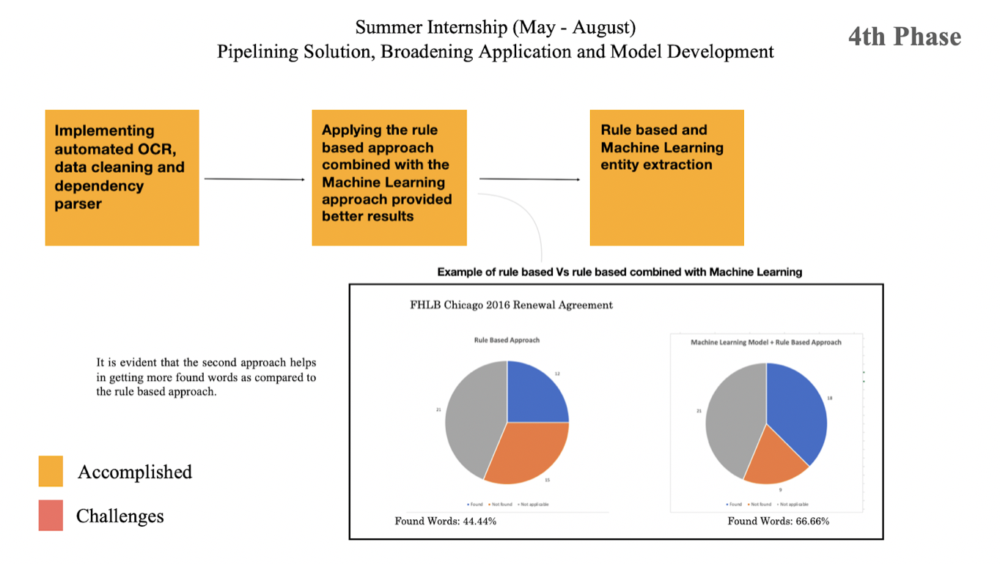 Summer Internship (May - August)
Pipelining Solution, Broadening Application and Model Development
4th Phase
Implementing
automated OCR,
data cleaning and
dependency
parser
Applying the rule
based approach
combined with the
Machine Learning
approach provided
better results
Rule based and
Machine Learning
entity extraction
Example of rule based Vs rule based combined with Machine Learning
FHLB Chicago 2016 Renewal Agreement
Rule Based Approach
12
21
15
Found Not found Not applicable
Found Words: 44.44%
Machine Learning Model + Rule Based Approach
18
21
9
Found Not found Not applicable
Found Words: 66.66%
It is evident that the second approach helps
in getting more found words as compared to
the rule based approach.
Accomplished
Challenges